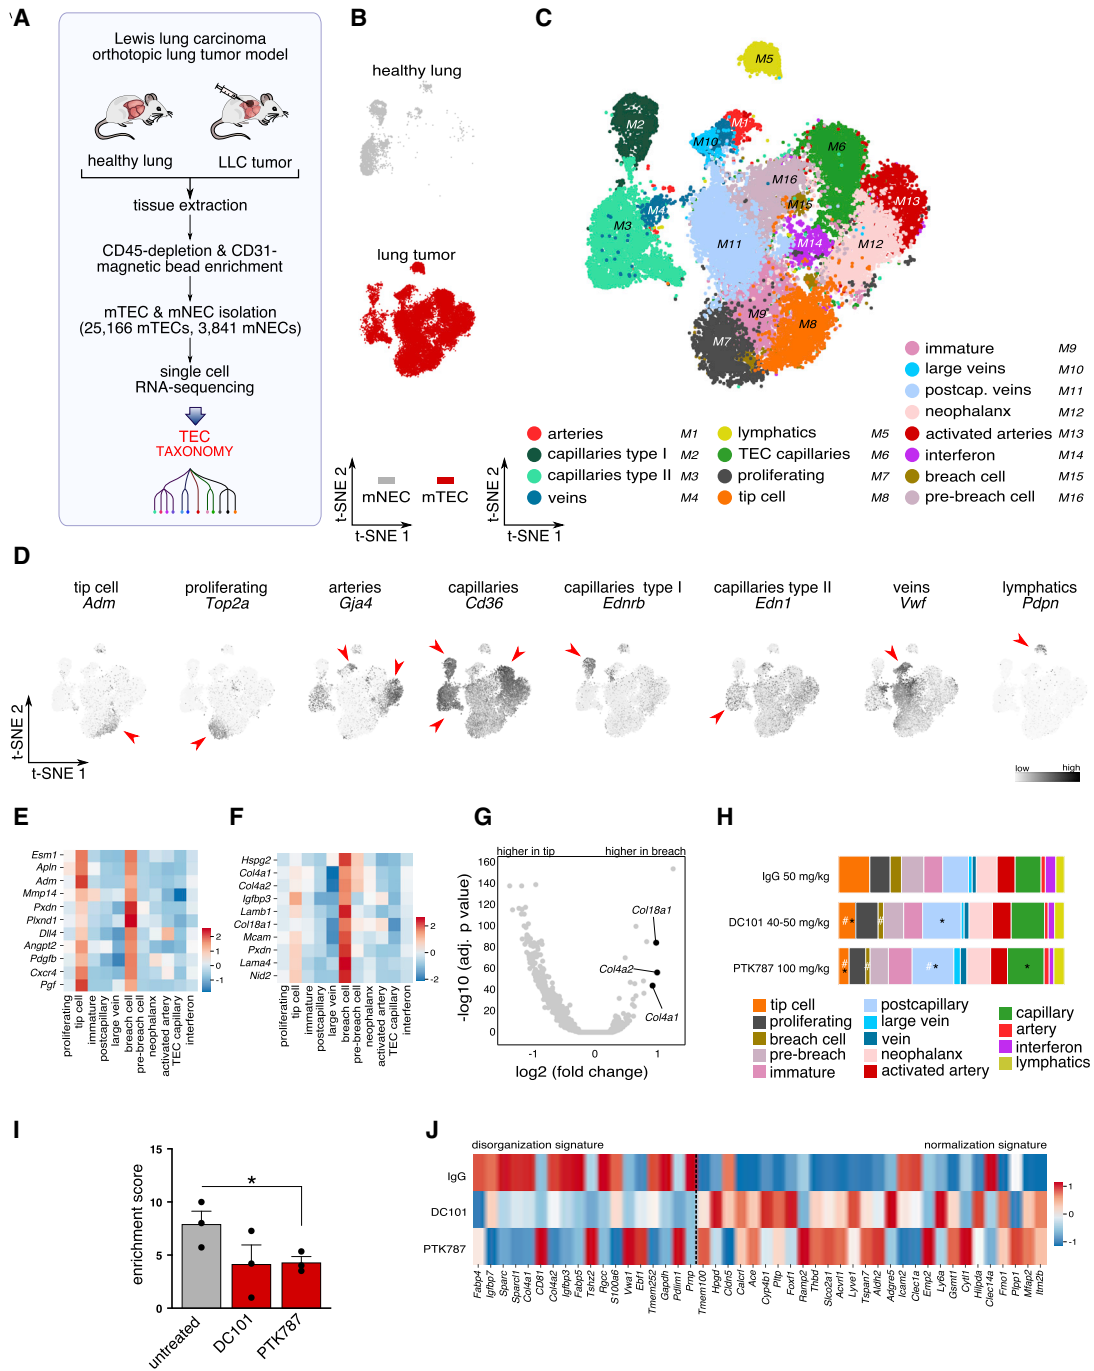 A
Lewis lung carcinoma
orthotopic lung tumor model
healthy lung
LLC tumor
tissue extraction
CD45-depletion & CD31-
magnetic bead enrichment
mTEC & mNEC isolation
(25,166 mTECs, 3,841 mNECs)
single cell
RNA-sequencing
TEC
TAXONOMY
B
healthy lung
lung tumor
mNEC
mTEC
t-SNE 2
t-SNE 1
C
M5
M2
M1
M10
M6
M16
M15
M13
M4
M3
M11
M14
M12
M9
M8
M7
t-SNE 2
t-SNE 1
arteries M1
capillaries type I M2
capillaries type II M3
veins M4
lymphatics M5
TEC capillaries M6
proliferating M7
tip cell M8
immature M9
large veins M10
postcap. veins M11
neophalanx M12
activated arteries M13
interferon M14
breach cell M15
pre-breach cell M16
D
tip cell
Adm
proliferating
Top2a
arteries
Gja4
capillaries
Cd36
capillaries type I
Ednrb
capillaries type II
Edn1
veins
Vwf
lymphatics
Pdpn
t-SNE 2
t-SNE 1
low
high
E
Esm1
Apln
Adm
Mmp14
Pxdn
Plxnd1
Dll4
Angpt2
Pdgfb
Cxcr4
Pgf
proliferating
tip cell
immature
postcapillary
large vein
breach cell
pre-breach cell
neophalanx
activated artery
TEC capillary
interferon
2
1
0
-1
F
Hspg2
Col4a1
Col4a2
Igfbp3
Lamb1
Col18a1
Mcam
Pxdn
Lama4
Nid2
proliferating
tip cell
immature
postcapillary
large vein
breach cell
pre-breach cell
neophalanx
activated artery
TEC capillary
interferon
2
0
-2
G
higher in tip
higher in breach
-log10 (adj. p value)
160
140
120
100
80
60
40
20
0
Col18a1
Col4a2
Col4a1
-1
0
1
log2 (fold change)
H
IgG 50 mg/kg
DC101 40-50 mg/kg
# * # *
PTK787 100 mg/kg
# * # # * *
tip cell
proliferating
breach cell
pre-breach
immature
postcapillary
large vein
vein
neophalanx
activated artery
capillary
artery
interferon
lymphatics
I
enrichment score
15
10
5
0
*
untreated
DC101
PTK787
J
disorganization signature
normalization signature
IgG
DC101
PTK787
1
0
-1
Fabp4
Igfbp7
Sparc
Sparcl1
Col4a1
CD81
Col4a2
Igfbp3
Fabp5
Tshz2
Rgcc
S100a6
Vwa1
Ebf1
Tmem252
Gapdh
Pdlim1
Prnp
Tmem100
Hpgd
Cldn5
Calcrl
Ace
Cyp4b1
Pltp
Foxf1
Ramp2
Thbd
Slco2a1
Acvrl1
Lyve1
Tspan7
Aldh2
Adgre5
Icam2
Clec1a
Emp2
Ly6a
Gsmt1
Cytl1
Hilpda
Clec14a
Fmo1
Plpp1
Mfap2
Itm2b